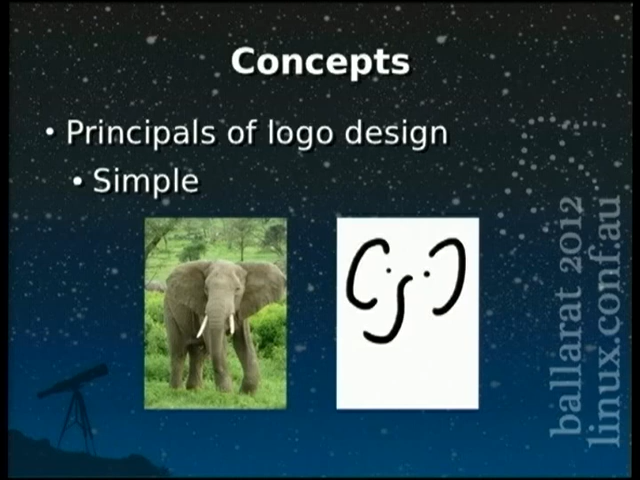 Concepts
• Principals of logo design
• Simple
ballarat 2012
linux.conf.au